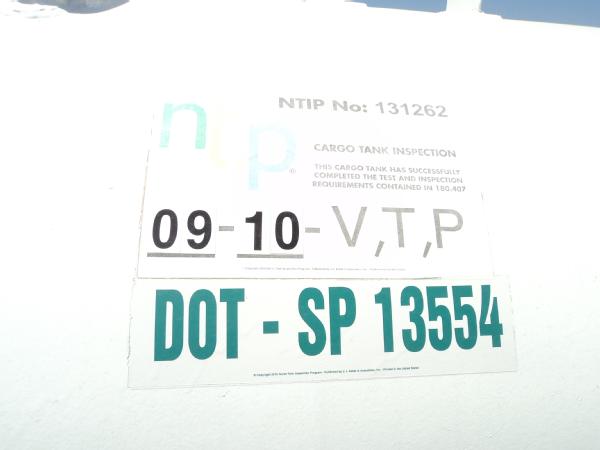 NTIP No: 131262
ntp®
CARGO TANK INSPECTION
THIS CARGO TANK HAS SUCCESSFULLY
COMPLETED THE TEST AND INSPECTION
REQUIREMENTS CONTAINED IN 180.407
09-10-V,T,P
DOT - SP 13554